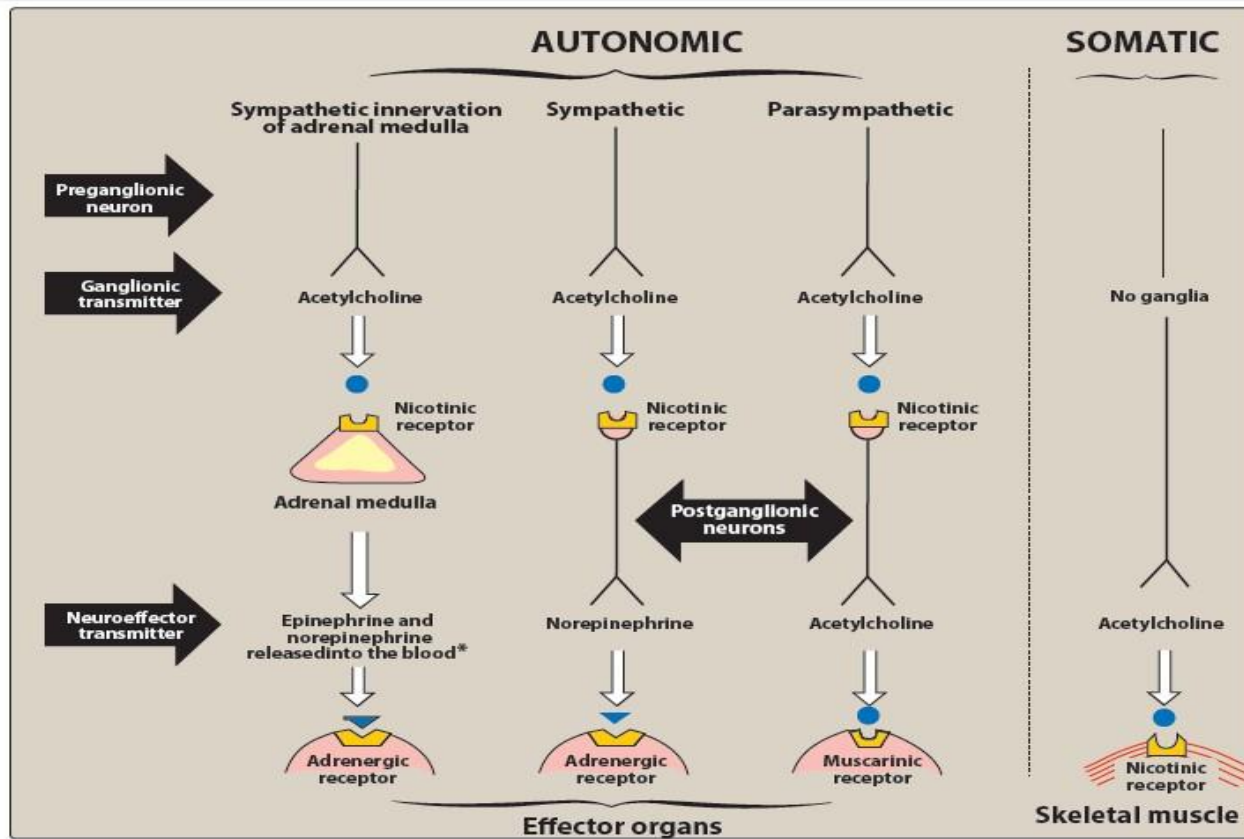 AUTONOMIC
SOMATIC
Sympathetic innervation
of adrenal medulla
Sympathetic
Parasympathetic
Preganglionic
neuron
Ganglionic
transmitter
Acetylcholine
Acetylcholine
Acetylcholine
No ganglia
Nicotinic
receptor
Nicotinic
receptor
Nicotinic
receptor
Adrenal medulla
Postganglionic
neurons
Neuroeffector
transmitter
Epinephrine and
norepinephrine
releasedinto the blood*
Norepinephrine
Acetylcholine
Acetylcholine
Adrenergic
receptor
Adrenergic
receptor
Muscarinic
receptor
Nicotinic
receptor
Effector organs
Skeletal muscle